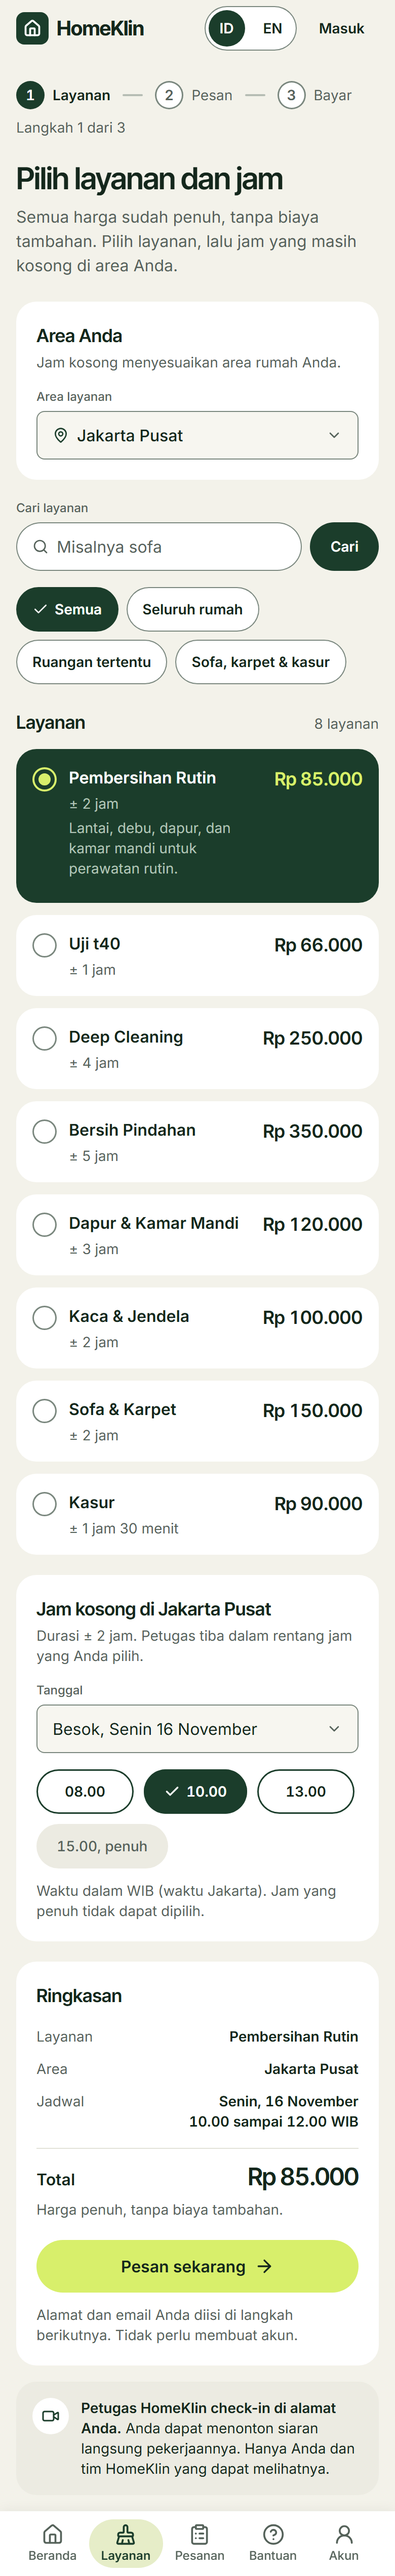 HomeKlin
ID
EN
Masuk
1 Layanan
2 Pesan
3 Bayar
Langkah 1 dari 3
Pilih layanan dan jam
Semua harga sudah penuh, tanpa biaya
tambahan. Pilih layanan, lalu jam yang masih
kosong di area Anda.
Area Anda
Jam kosong menyesuaikan area rumah Anda.
Area layanan
Jakarta Pusat
Cari layanan
Misalnya sofa
Cari
Semua
Seluruh rumah
Ruangan tertentu
Sofa, karpet & kasur
Layanan
8 layanan
Pembersihan Rutin
Rp 85.000
± 2 jam
Lantai, debu, dapur, dan
kamar mandi untuk
perawatan rutin.
Uji t40
Rp 66.000
± 1 jam
Deep Cleaning
Rp 250.000
± 4 jam
Bersih Pindahan
Rp 350.000
± 5 jam
Dapur & Kamar Mandi
Rp 120.000
± 3 jam
Kaca & Jendela
Rp 100.000
± 2 jam
Sofa & Karpet
Rp 150.000
± 2 jam
Kasur
Rp 90.000
± 1 jam 30 menit
Jam kosong di Jakarta Pusat
Durasi ± 2 jam. Petugas tiba dalam rentang jam
yang Anda pilih.
Tanggal
Besok, Senin 16 November
08.00
10.00
13.00
15.00, penuh
Waktu dalam WIB (waktu Jakarta). Jam yang
penuh tidak dapat dipilih.
Ringkasan
Layanan
Pembersihan Rutin
Area
Jakarta Pusat
Jadwal
Senin, 16 November
10.00 sampai 12.00 WIB
Total
Rp 85.000
Harga penuh, tanpa biaya tambahan.
Pesan sekarang
Alamat dan email Anda diisi di langkah
berikutnya. Tidak perlu membuat akun.
Petugas HomeKlin check-in di alamat
Anda. Anda dapat menonton siaran
langsung pekerjaannya. Hanya Anda dan
tim HomeKlin yang dapat melihatnya.
Beranda
Layanan
Pesanan
Bantuan
Akun